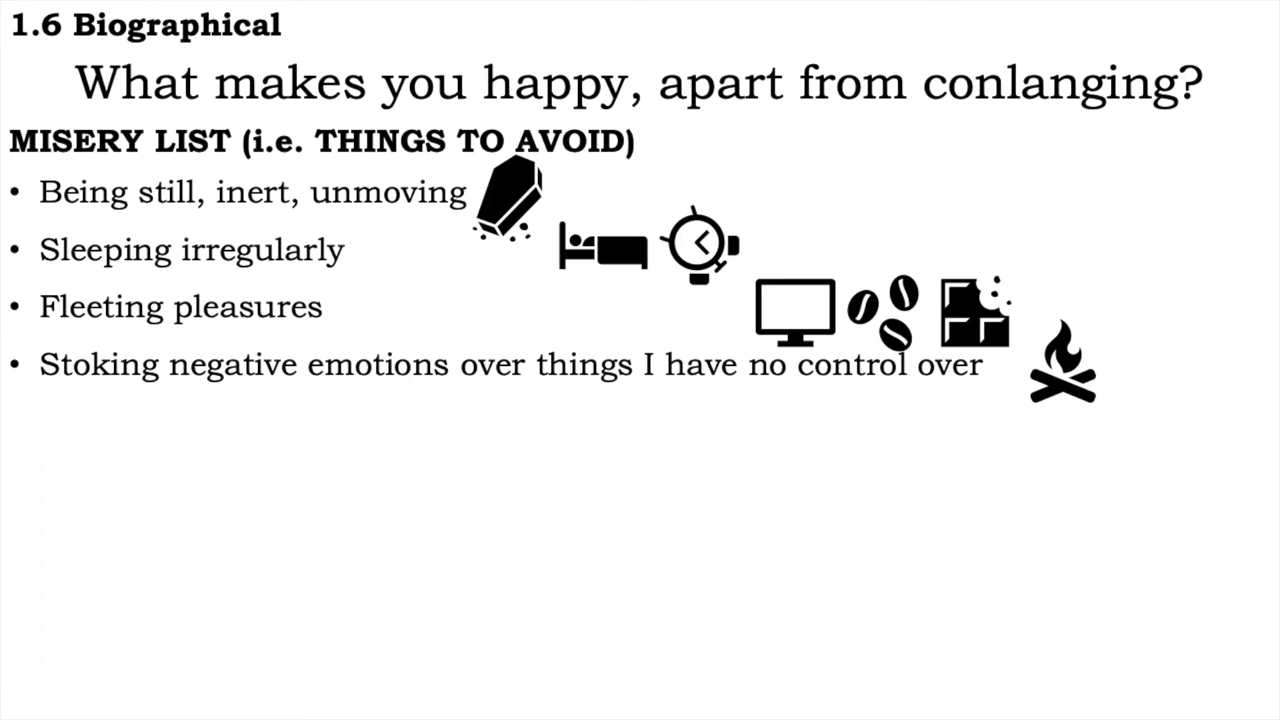 1.6 Biographical
What makes you happy, apart from conlanging?
MISERY LIST (i.e. THINGS TO AVOID)
• Being still, inert, unmoving
• Sleeping irregularly
• Fleeting pleasures
• Stoking negative emotions over things I have no control over